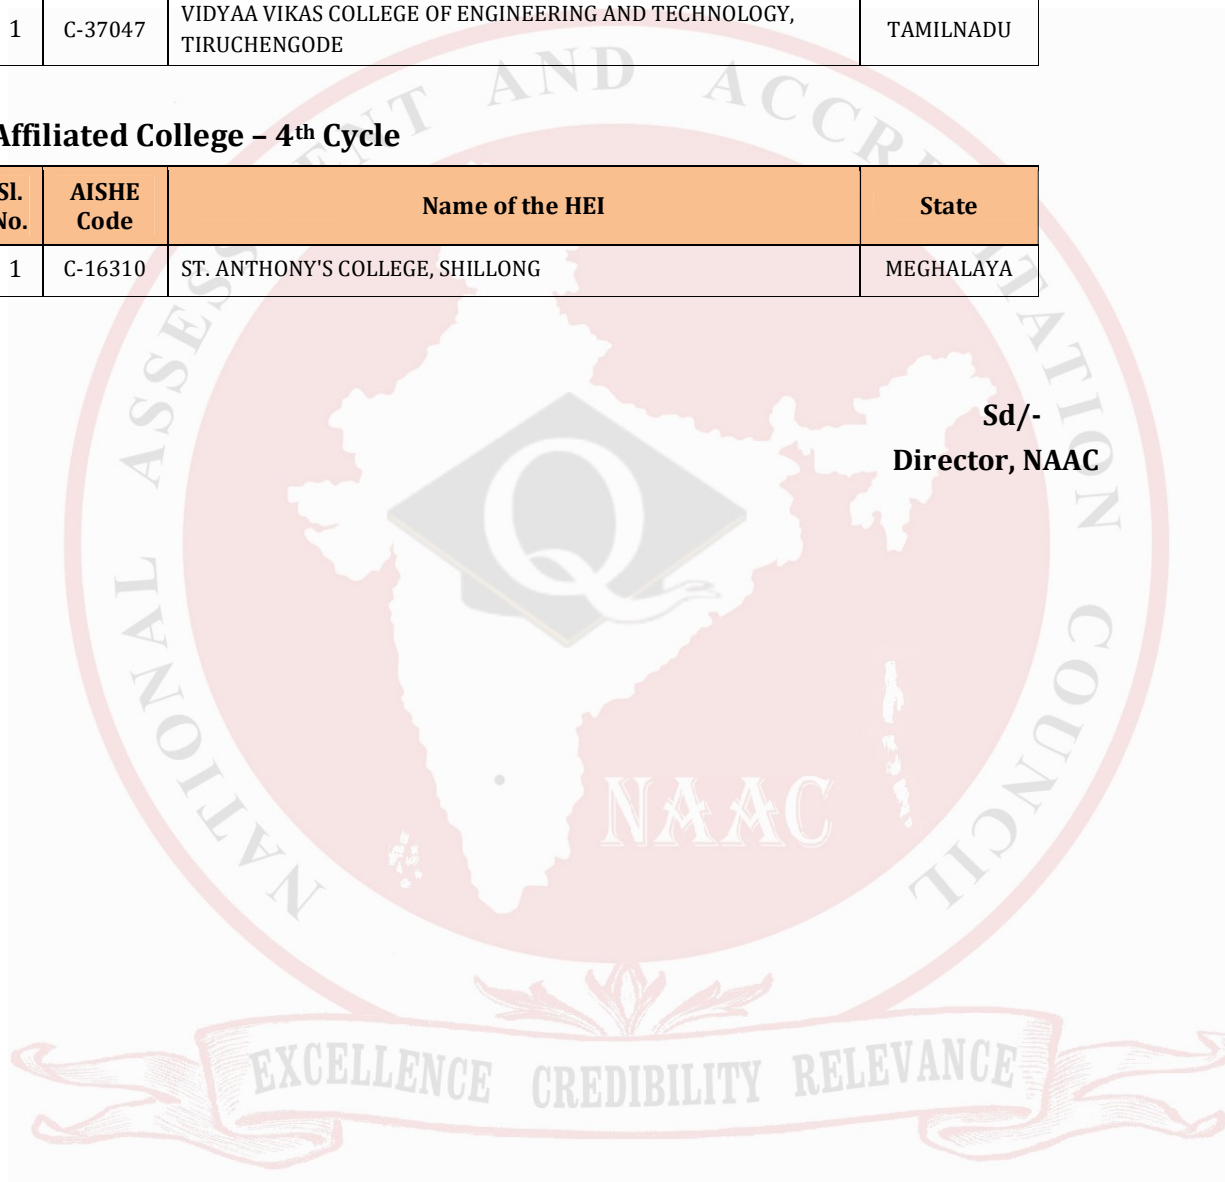 1 C-37047 VIDYAA VIKAS COLLEGE OF ENGINEERING AND TECHNOLOGY, TAMILNADU
TIRUCHENGODE
Affiliated College – 4th Cycle
Sl. No. AISHE Code Name of the HEI State
1 C-16310 ST. ANTHONY'S COLLEGE, SHILLONG MEGHALAYA
Sd/-
Director, NAAC
NATIONAL ASSESSMENT AND ACCREDITATION COUNCIL
NAAC
EXCELLENCE CREDIBILITY RELEVANCE